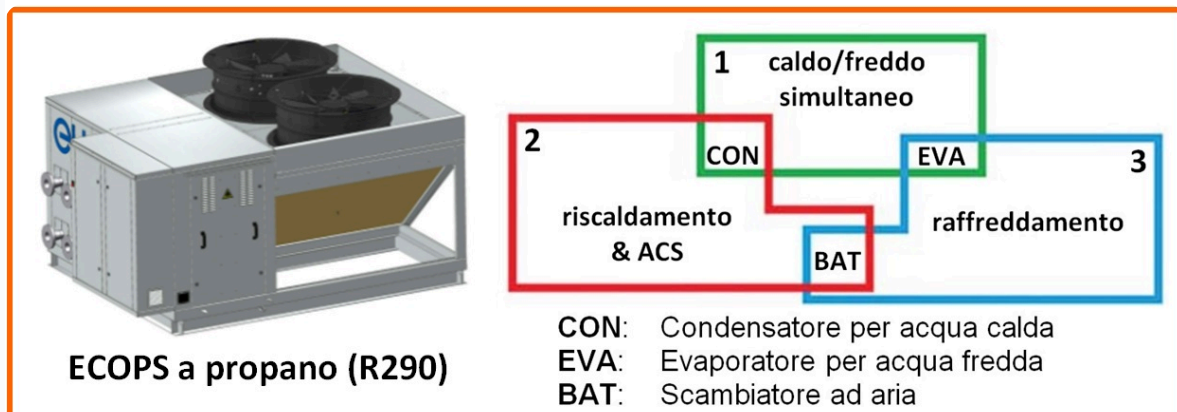 ECOPS a propano (R290)
1 caldo/freddo
simultaneo
CON
EVA
2
3
riscaldamento
& ACS
raffreddamento
BAT
CON: Condensatore per acqua calda
EVA: Evaporatore per acqua fredda
BAT: Scambiatore ad aria